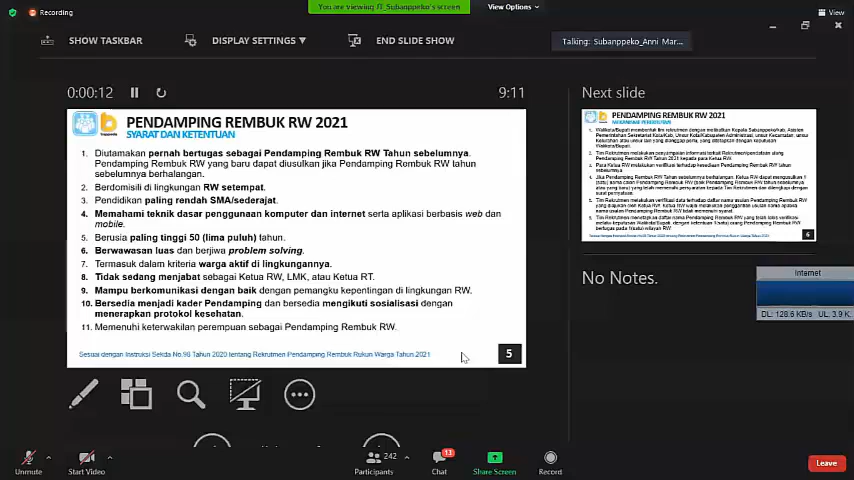 Recording
You are viewing JT_Subanppeko's screen
View Options
View
SHOW TASKBAR
DISPLAY SETTINGS
END SLIDE SHOW
Talking: Subanppeko_Anni Mar...
0:00:12
9:11
Next slide
PENDAMPING REMBUK RW 2021
SYARAT DAN KETENTUAN
1. Diutamakan pernah bertugas sebagai Pendamping Rembuk RW Tahun sebelumnya.
Pendamping Rembuk RW yang baru dapat diusulkan jika Pendamping Rembuk RW tahun
sebelumnya berhalangan.
2. Berdomisili di lingkungan RW setempat.
3. Pendidikan paling rendah SMA/sederajat.
4. Memahami teknik dasar penggunaan komputer dan internet serta aplikasi berbasis web dan
mobile.
5. Berusia paling tinggi 50 (lima puluh) tahun.
6. Berwawasan luas dan berjiwa problem solving.
7. Termasuk dalam kriteria warga aktif di lingkungannya.
8. Tidak sedang menjabat sebagai Ketua RW, LMK, atau Ketua RT.
9. Mampu berkomunikasi dengan baik dengan pemangku kepentingan di lingkungan RW.
10. Bersedia menjadi kader Pendamping dan bersedia mengikuti sosialisasi dengan
menerapkan protokol kesehatan.
11. Memenuhi keterwakilan perempuan sebagai Pendamping Rembuk RW.
Sesuai dengan Instruksi Sekda No.98 Tahun 2020 tentang Rekrutmen Pendamping Rembuk Rukun Warga Tahun 2021
5
PENDAMPING REMBUK RW 2021
6
No Notes.
Internet
DL: 128.6 KB/s UL: 3.9 K
Unmute
Start Video
242
Participants
13
Chat
Share Screen
Record
Leave